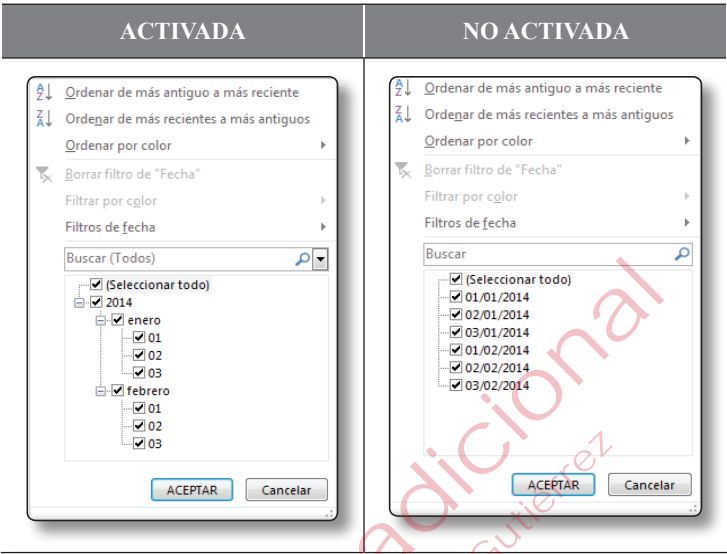 ACTIVADA
Ordenar de más antiguo a más reciente
Ordenar de más recientes a más antiguos
Ordenar por color
Borrar filtro de "Fecha"
Filtrar por color
Filtros de fecha
Buscar (Todos)
(Seleccionar todo)
2014
enero
01
02
03
febrero
01
02
03
ACEPTAR Cancelar
NO ACTIVADA
Ordenar de más antiguo a más reciente
Ordenar de más recientes a más antiguos
Ordenar por color
Borrar filtro de "Fecha"
Filtrar por color
Filtros de fecha
Buscar
(Seleccionar todo)
01/01/2014
02/01/2014
03/01/2014
01/02/2014
02/02/2014
03/02/2014
ACEPTAR Cancelar